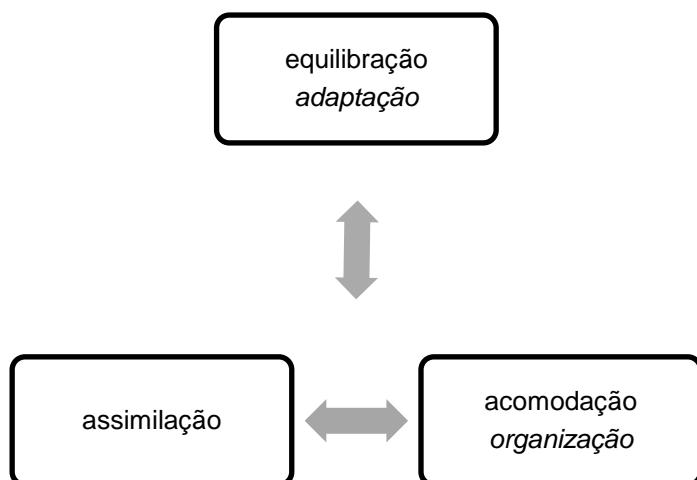 equilibração
adaptação
assimilação
acomodação
organização